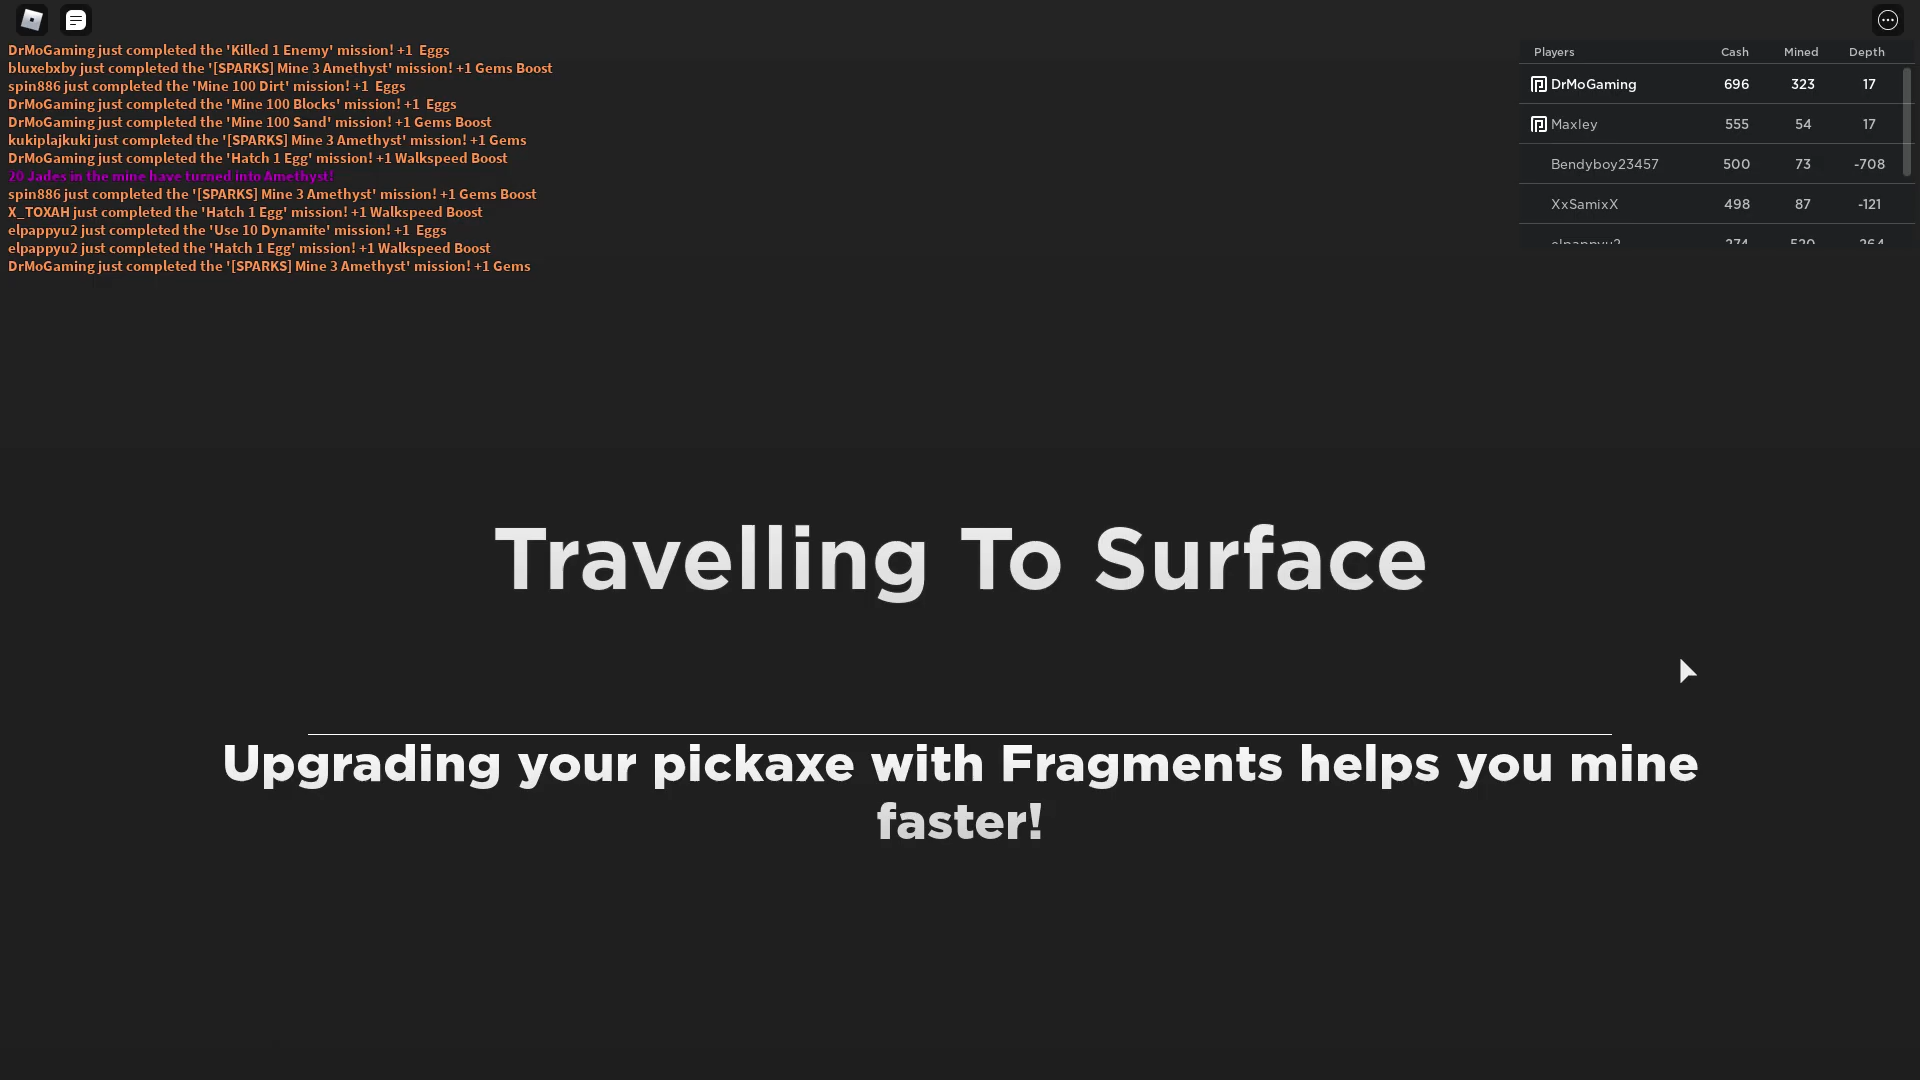 DrMoGaming just completed the 'Killed 1 Enemy' mission! +1  Eggs
bluxebxby just completed the '[SPARKS] Mine 3 Amethyst' mission! +1 Gems Boost
spin886 just completed the 'Mine 100 Dirt' mission! +1  Eggs
DrMoGaming just completed the 'Mine 100 Blocks' mission! +1  Eggs
DrMoGaming just completed the 'Mine 100 Sand' mission! +1 Gems Boost
kukiplajkuki just completed the '[SPARKS] Mine 3 Amethyst' mission! +1 Gems
DrMoGaming just completed the 'Hatch 1 Egg' mission! +1 Walkspeed Boost
20 Jades in the mine have turned into Amethyst!
spin886 just completed the '[SPARKS] Mine 3 Amethyst' mission! +1 Gems Boost
X_TOXAH just completed the 'Hatch 1 Egg' mission! +1 Walkspeed Boost
elpappyu2 just completed the 'Use 10 Dynamite' mission! +1  Eggs
elpappyu2 just completed the 'Hatch 1 Egg' mission! +1 Walkspeed Boost
DrMoGaming just completed the '[SPARKS] Mine 3 Amethyst' mission! +1 Gems
Players Cash Mined Depth
DrMoGaming 696 323 17
Maxley 555 54 17
Bendyboy23457 500 73 -708
XxSamixX 498 87 -121
elpappyu2 274 520
Travelling To Surface
Upgrading your pickaxe with Fragments helps you mine
faster!